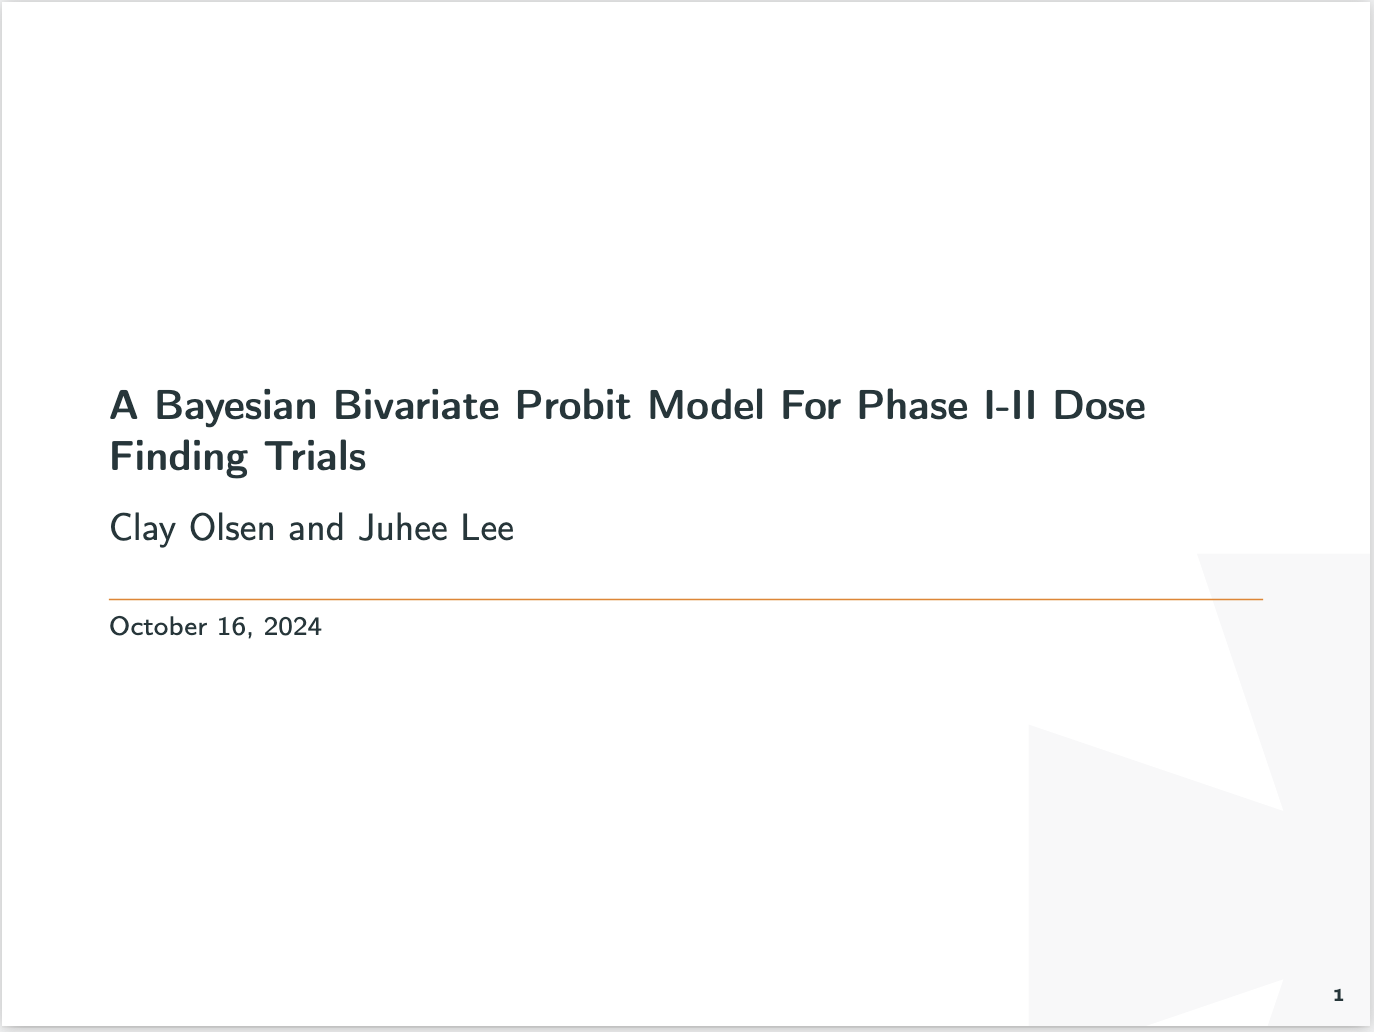 A Bayesian Bivariate Probit Model For Phase I-II Dose
Finding Trials
Clay Olsen and Juhee Lee
October 16, 2024
1